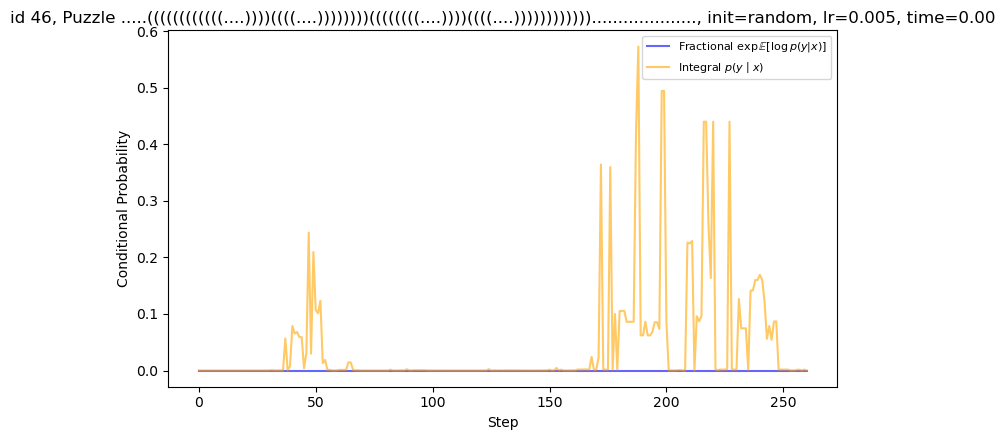 id 46, Puzzle .....((((((((((((....))))((((....))))))))((((((((....))))((((....))))))))))))....................., init=random, lr=0.005, time=0.00
Fractional exp𝔼[log p(y|x)]
Integral p(y | x)
Conditional Probability
0.6
0.5
0.4
0.3
0.2
0.1
0.0
0 50 100 150 200 250
Step